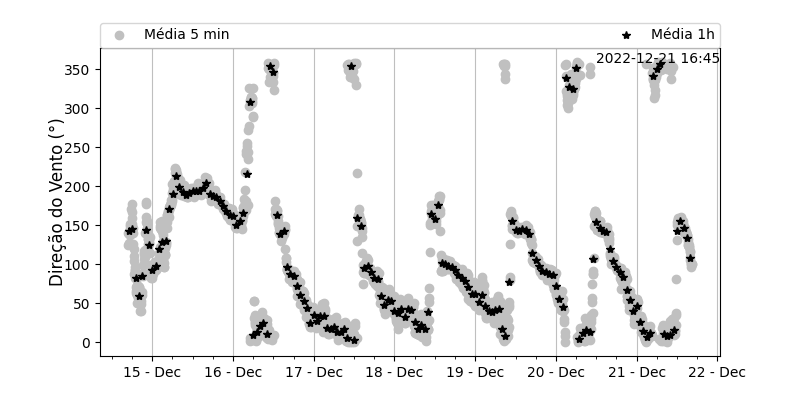 Média 5 min
Média 1h
2022-12-21 16:45
Direção do Vento (°)
350
300
250
200
150
100
50
0
15 - Dec
16 - Dec
17 - Dec
18 - Dec
19 - Dec
20 - Dec
21 - Dec
22 - Dec